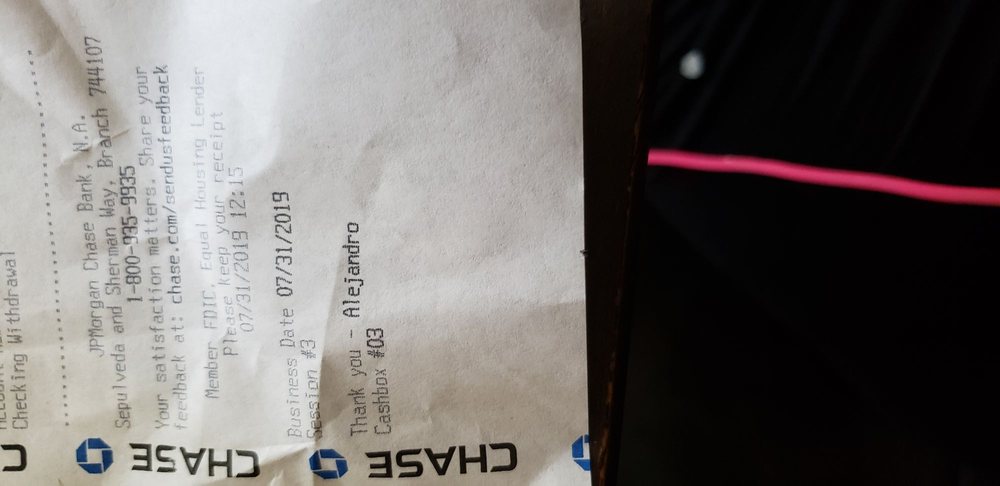 Checking Withdrawal
JPMorgan Chase Bank, N.A.
Sepulveda and Sherman Way, Branch 744107
1-800-935-9935
Your satisfaction matters. Share your
feedback at: chase.com/sendusfeedback
Member FDIC, Equal Housing Lender
Please keep your receipt
07/31/2019 12:15
Business Date 07/31/2019
Session #3
Thank you - Alejandro
Cashbox #03
CHASE
CHASE